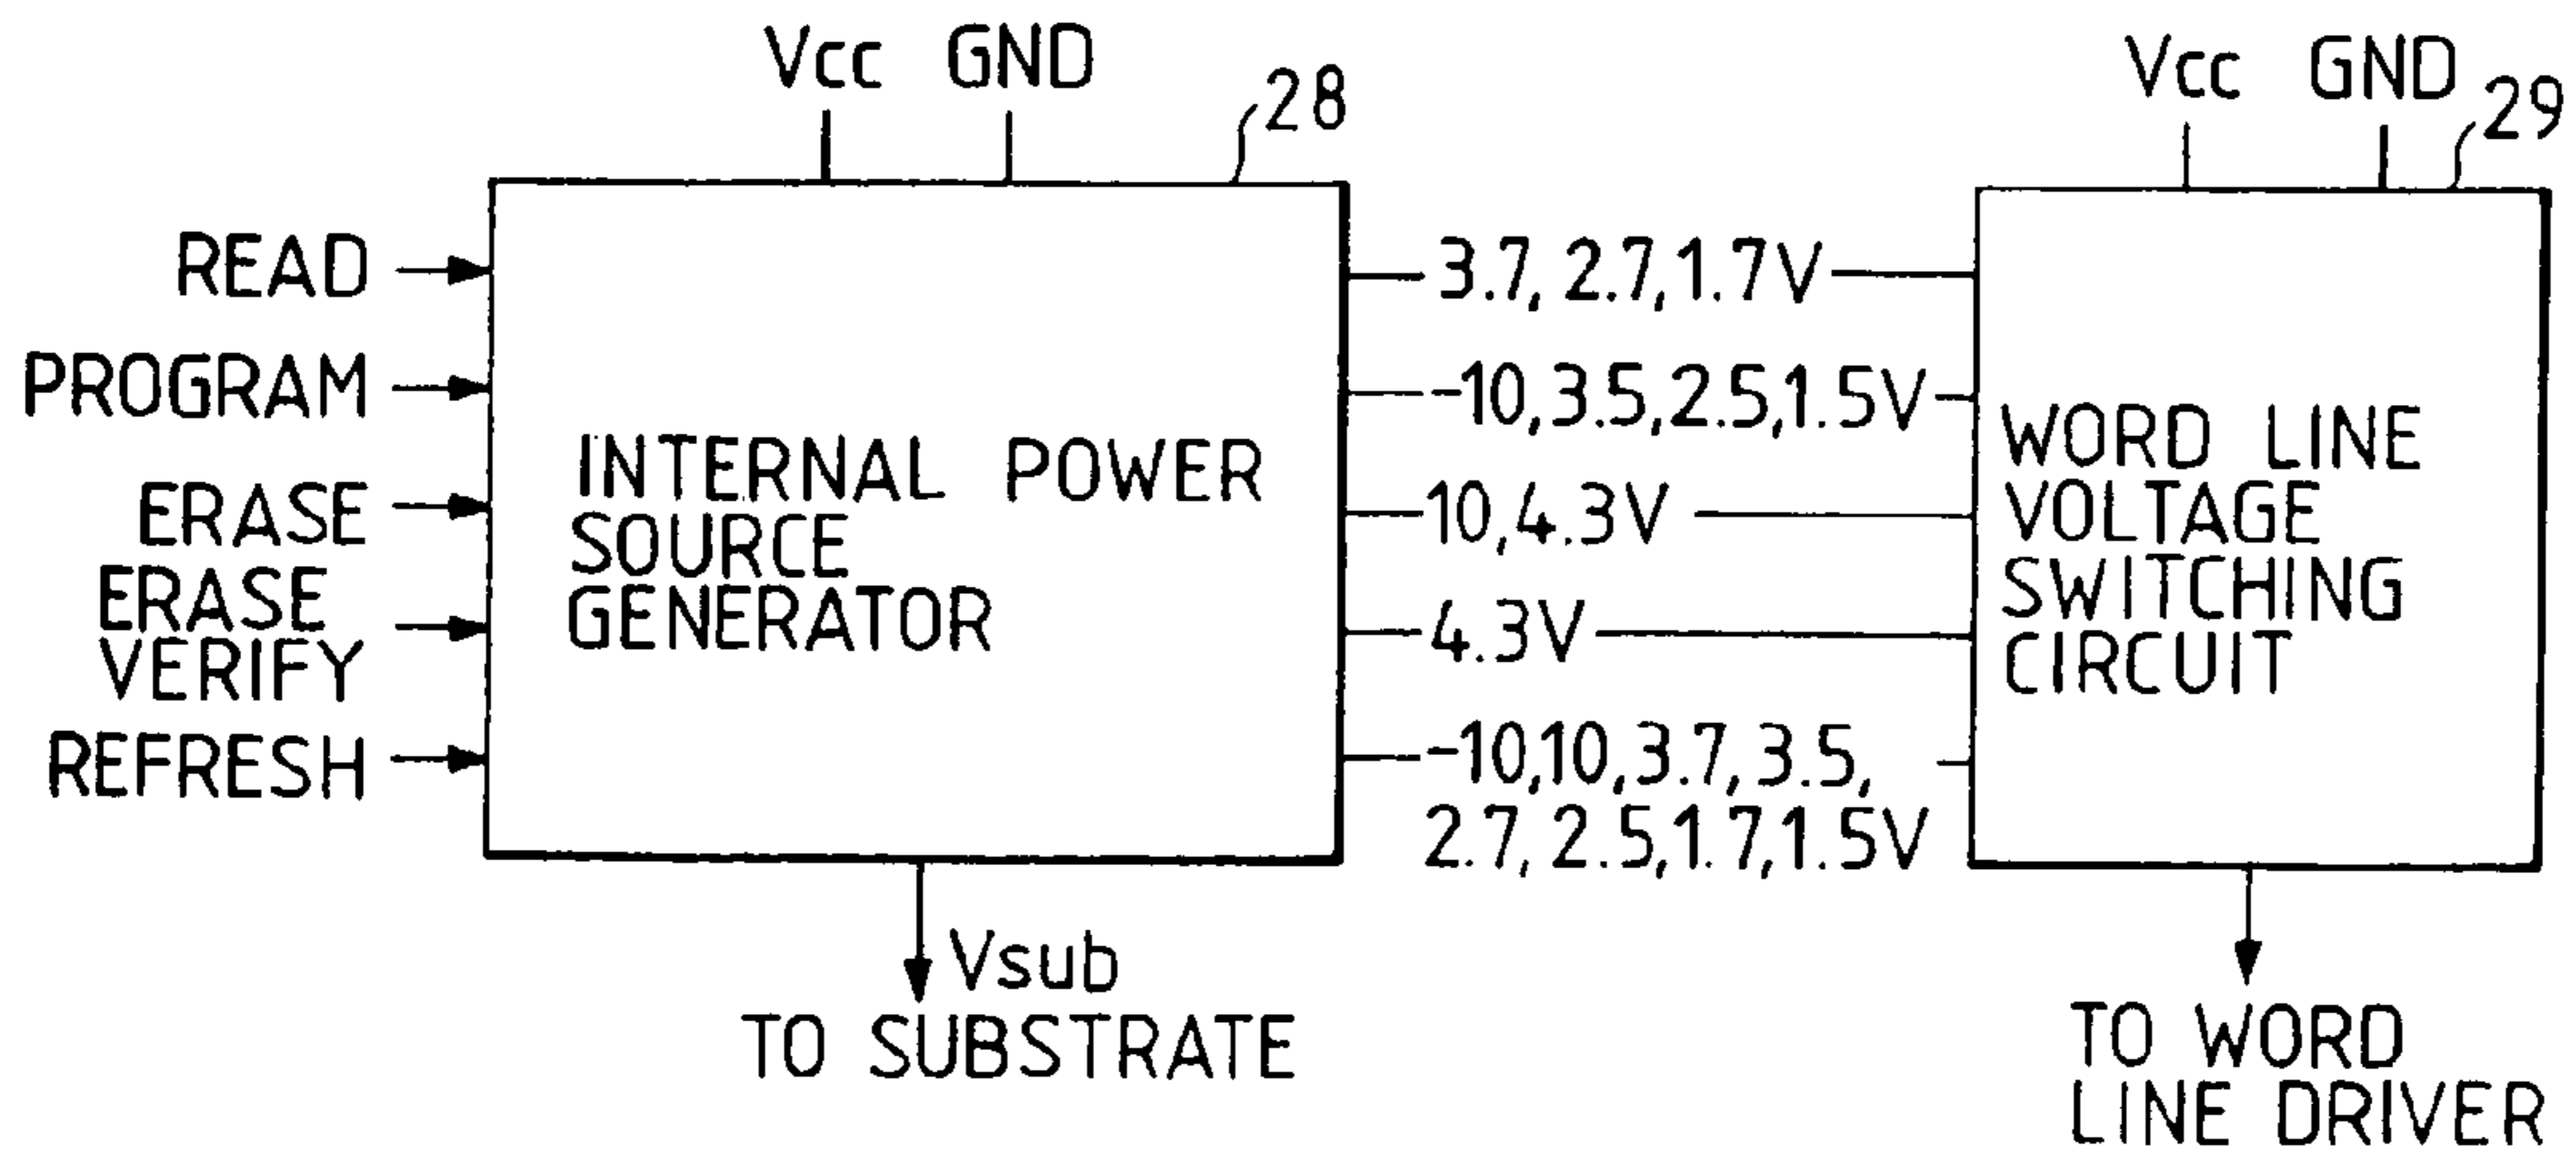 Vcc GND
28
Vcc GND
29
READ
PROGRAM
ERASE
ERASE
VERIFY
REFRESH
INTERNAL POWER
SOURCE
GENERATOR
3.7, 2.7, 1.7V
-10, 3.5, 2.5, 1.5V
10, 4.3V
4.3V
-10, 10, 3.7, 3.5,
2.7, 2.5, 1.7, 1.5V
WORD LINE
VOLTAGE
SWITCHING
CIRCUIT
Vsub
TO SUBSTRATE
TO WORD
LINE DRIVER